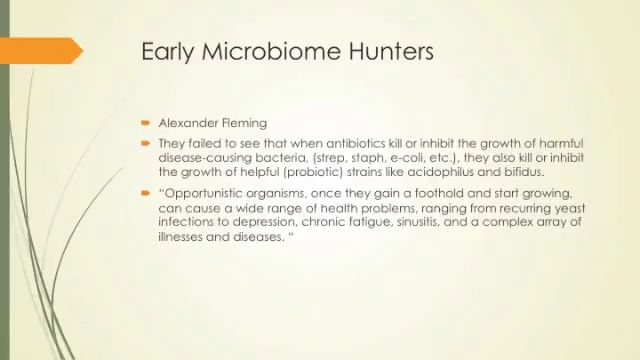 Early Microbiome Hunters
Alexander Fleming
They failed to see that when antibiotics kill or inhibit the growth of harmful
disease-causing bacteria, (strep, staph, e-coli, etc.), they also kill or inhibit
the growth of helpful (probiotic) strains like acidophilus and bifidus.
“Opportunistic organisms, once they gain a foothold and start growing,
can cause a wide range of health problems, ranging from recurring yeast
infections to depression, chronic fatigue, sinusitis, and a complex array of
illnesses and diseases. “